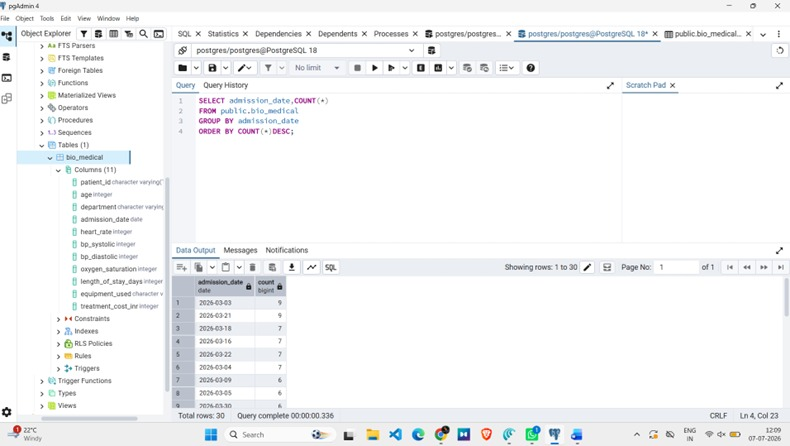 pgAdmin 4
File Object Tools Edit View Window Help
Object Explorer
SQL Statistics Dependencies Dependents Processes postgres/postgres... postgres/postgres@PostgreSQL 18* public.bio_medical...
postgres/postgres@PostgreSQL 18
No limit
Query Query History Scratch Pad
1 SELECT admission_date,COUNT(*)
2 FROM public.bio_medical
3 GROUP BY admission_date
4 ORDER BY COUNT(*)DESC;
FTS Parsers
FTS Templates
Foreign Tables
Functions
Materialized Views
Operators
Procedures
Sequences
Tables (1)
bio_medical
Columns (11)
patient_id character varying(
age integer
department character varying
admission_date date
heart_rate integer
bp_systolic integer
bp_diastolic integer
oxygen_saturation integer
length_of_stay_days integer
equipment_used character v
treatment_cost_inr integer
Constraints
Indexes
RLS Policies
Rules
Triggers
Trigger Functions
Types
Views
Data Output Messages Notifications
SQL Showing rows: 1 to 30 Page No: 1 of 1
admission_date count
date bigint
1 2026-03-03 9
2 2026-03-21 9
3 2026-03-18 7
4 2026-03-16 7
5 2026-03-22 7
6 2026-03-04 7
7 2026-03-09 6
8 2026-03-05 6
9 2026-03-30 6
Total rows: 30 Query complete 00:00:00.336 CRLF Ln 4, Col 23
1 22°C
Windy
Search
ENG
IN
12:09
07-07-2026